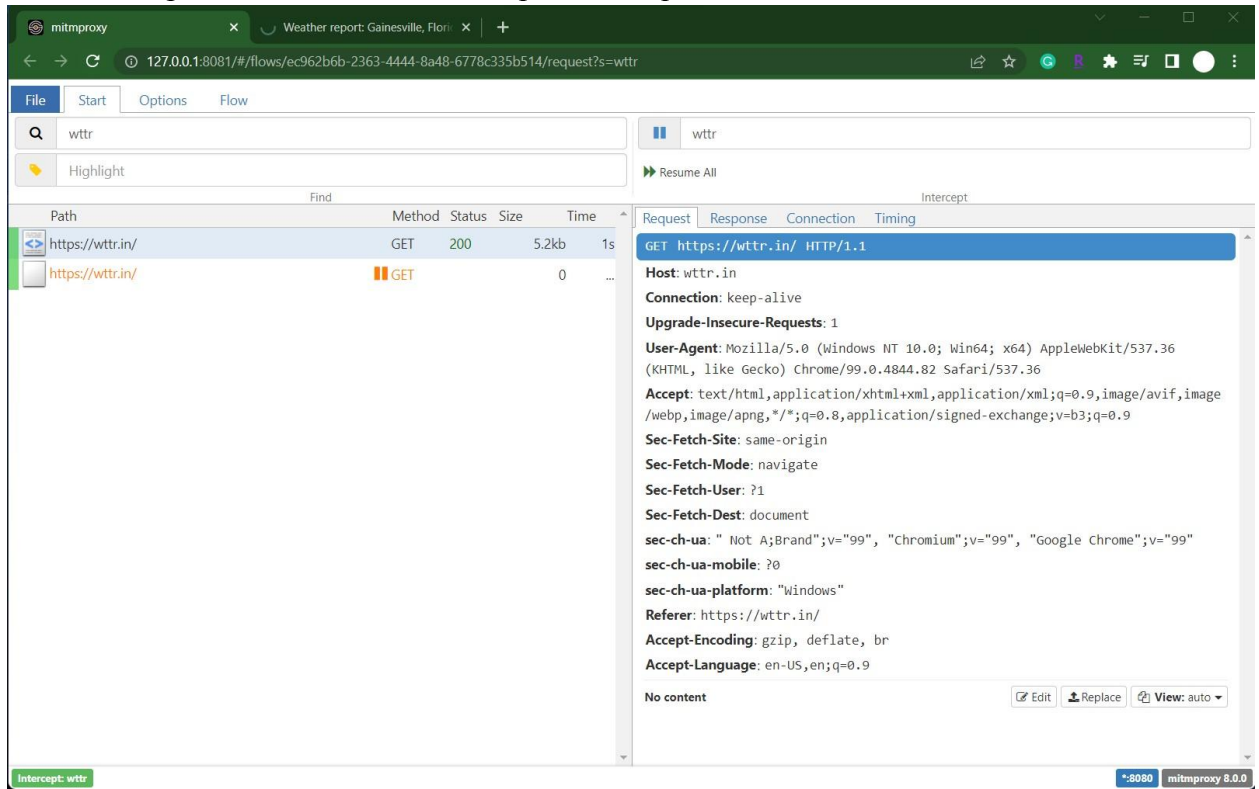 mitmproxy
Weather report: Gainesville, Flori
127.0.0.1:8081/#/flows/ec962b6b-2363-4444-8a48-6778c335b514/request?s=wttr
File Start Options Flow
wttr
Highlight
Find
wttr
Resume All
Intercept
Path Method Status Size Time
https://wttr.in/ GET 200 5.2kb 1s
https://wttr.in/ GET 0 ...
Request Response Connection Timing
GET https://wttr.in/ HTTP/1.1
Host: wttr.in
Connection: keep-alive
Upgrade-Insecure-Requests: 1
User-Agent: Mozilla/5.0 (Windows NT 10.0; Win64; x64) AppleWebKit/537.36
(KHTML, like Gecko) Chrome/99.0.4844.82 Safari/537.36
Accept: text/html,application/xhtml+xml,application/xml;q=0.9,image/avif,image
/webp,image/apng,*/*;q=0.8,application/signed-exchange;v=b3;q=0.9
Sec-Fetch-Site: same-origin
Sec-Fetch-Mode: navigate
Sec-Fetch-User: ?1
Sec-Fetch-Dest: document
sec-ch-ua: " Not A;Brand";v="99", "Chromium";v="99", "Google Chrome";v="99"
sec-ch-ua-mobile: ?0
sec-ch-ua-platform: "Windows"
Referer: https://wttr.in/
Accept-Encoding: gzip, deflate, br
Accept-Language: en-US,en;q=0.9
No content Edit Replace View: auto
Intercept: wttr
*:8080 mitmproxy 8.0.0